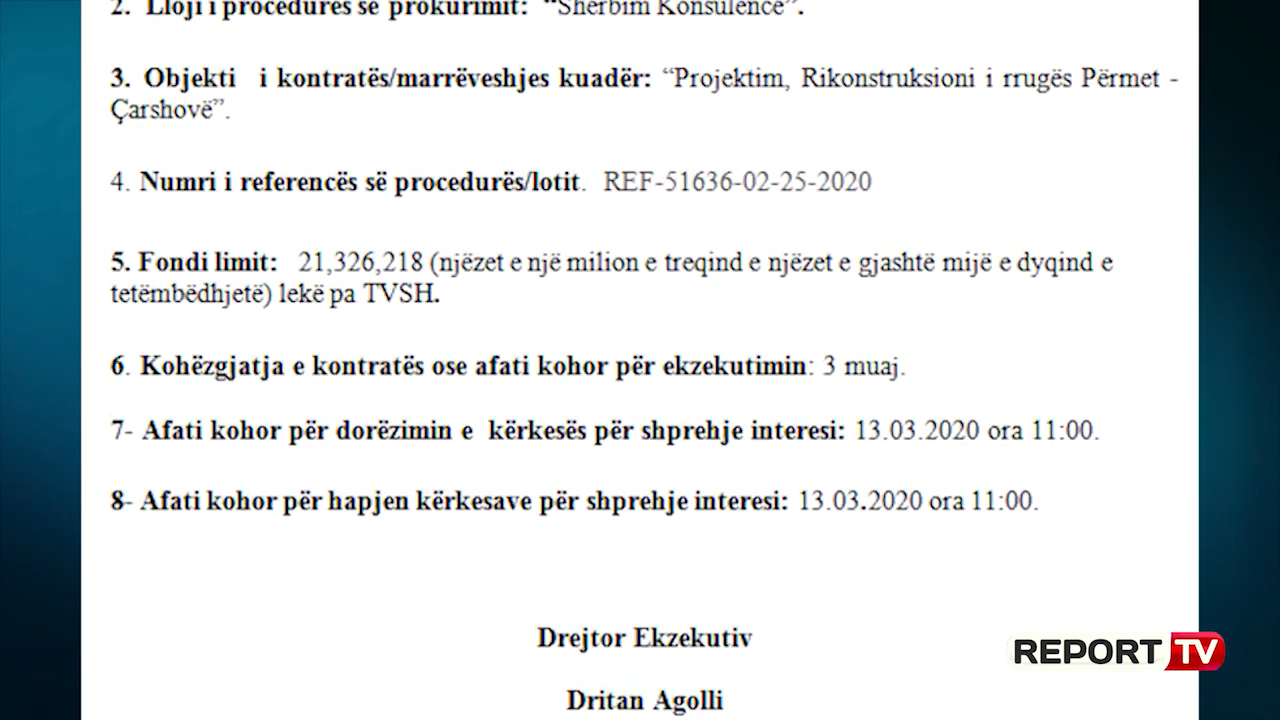 2. Lloji i procedurës së prokurimit: “Shërbim Konsulence”.
3. Objekti i kontratës/marrëveshjes kuadër: “Projektim, Rikonstruksioni i rrugës Përmet -
Çarshovë”.
4. Numri i referencës së procedurës/lotit. REF-51636-02-25-2020
5. Fondi limit: 21,326,218 (njëzet e një milion e treqind e njëzet e gjashtë mijë e dyqind e
tetëmbëdhjetë) lekë pa TVSH.
6. Kohëzgjatja e kontratës ose afati kohor për ekzekutimin: 3 muaj.
7- Afati kohor për dorëzimin e kërkesës për shprehje interesi: 13.03.2020 ora 11:00.
8- Afati kohor për hapjen kërkesave për shprehje interesi: 13.03.2020 ora 11:00.
Drejtor Ekzekutiv
REPORT TV
Dritan Agolli